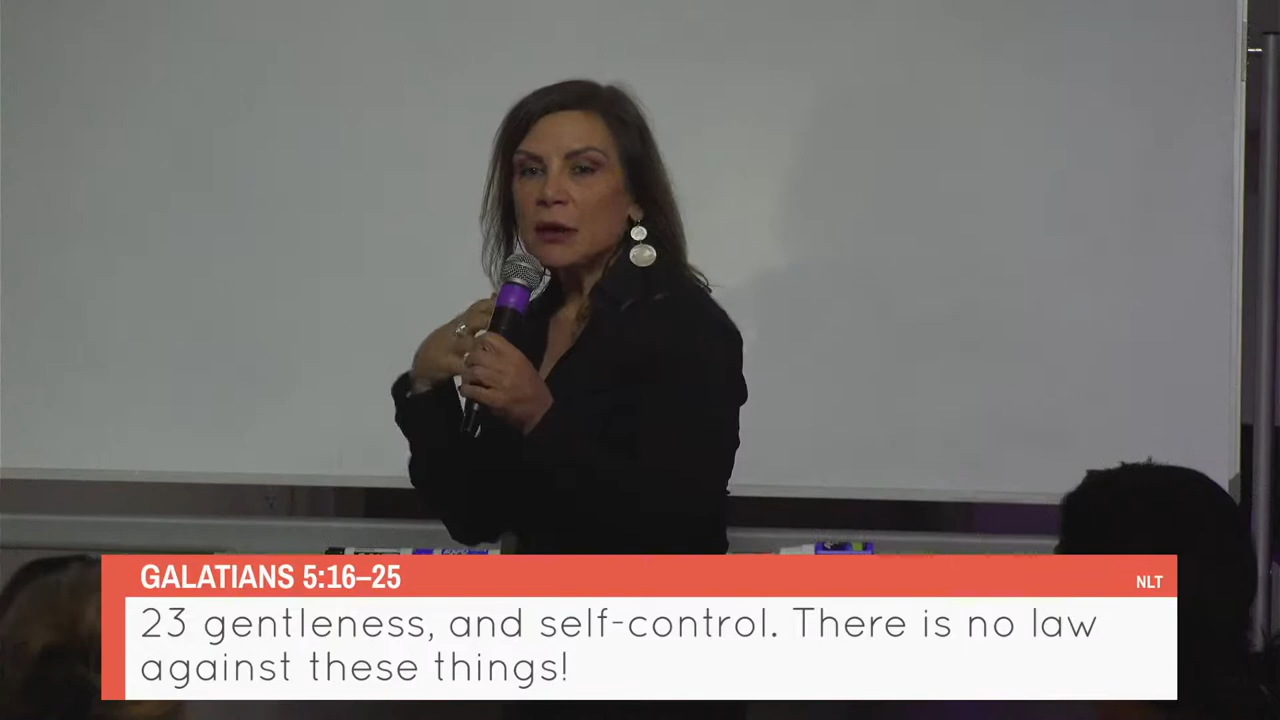 GALATIANS 5:16–25
NLT
23 gentleness, and self-control. There is no law
against these things!